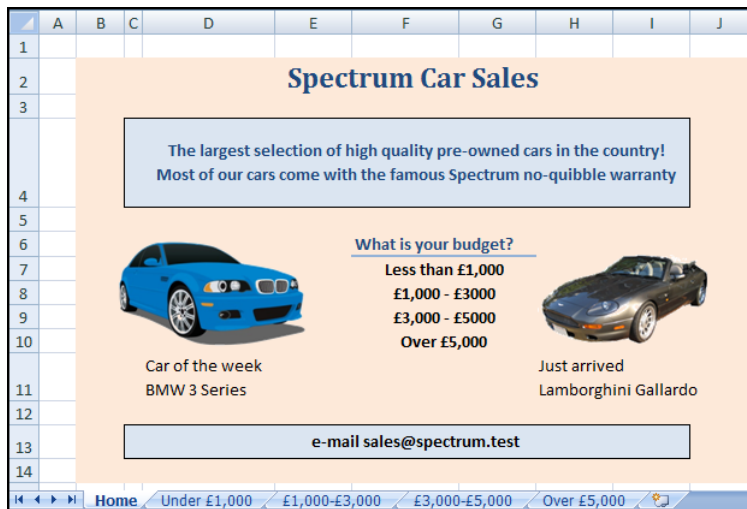 A B C D E F G H I J
1
2 Spectrum Car Sales
3
The largest selection of high quality pre-owned cars in the country!
4 Most of our cars come with the famous Spectrum no-quibble warranty
5
6 What is your budget?
7 Less than £1,000
8 £1,000 - £3000
9 £3,000 - £5000
10 Over £5,000
Car of the week Just arrived
11 BMW 3 Series Lamborghini Gallardo
12
13 e-mail sales@spectrum.test
14
Home Under £1,000 £1,000-£3,000 £3,000-£5,000 Over £5,000